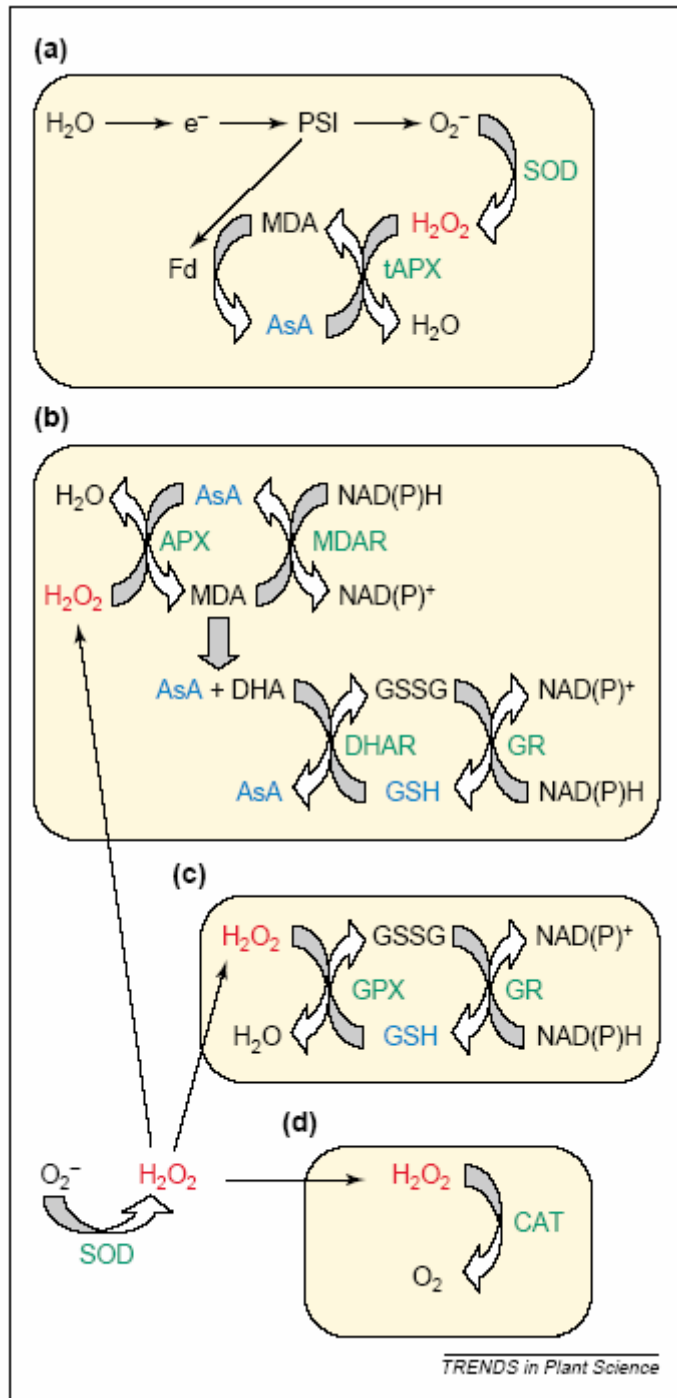 (a)
H₂O e⁻ PSI O₂⁻
SOD
MDA H₂O₂
Fd tAPX
AsA H₂O
(b)
H₂O AsA NAD(P)H
APX MDAR
H₂O₂ MDA NAD(P)⁺
AsA + DHA GSSG NAD(P)⁺
DHAR GR
AsA GSH NAD(P)H
(c)
H₂O₂ GSSG NAD(P)⁺
GPX GR
H₂O GSH NAD(P)H
(d)
O₂⁻ H₂O₂ H₂O₂
SOD CAT
O₂
TRENDS in Plant Science